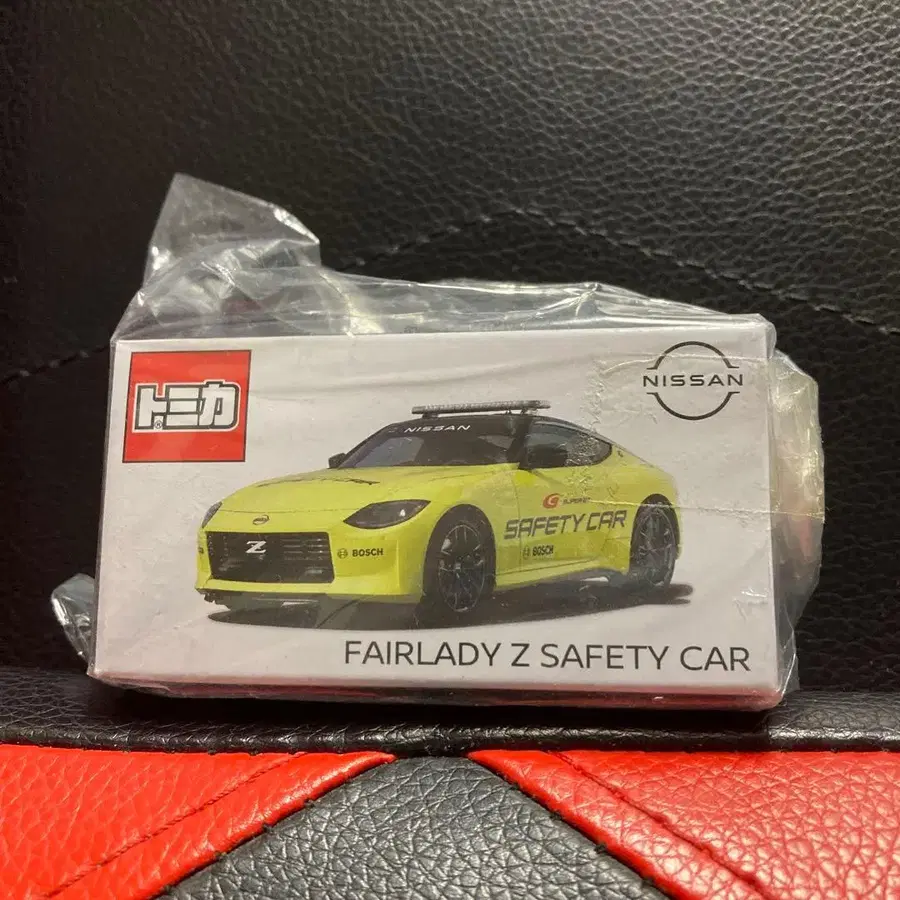 トミカ
NISSAN
NISSAN
SUPER GT
SAFETY CAR
Z
BOSCH
BOSCH
FAIRLADY Z SAFETY CAR